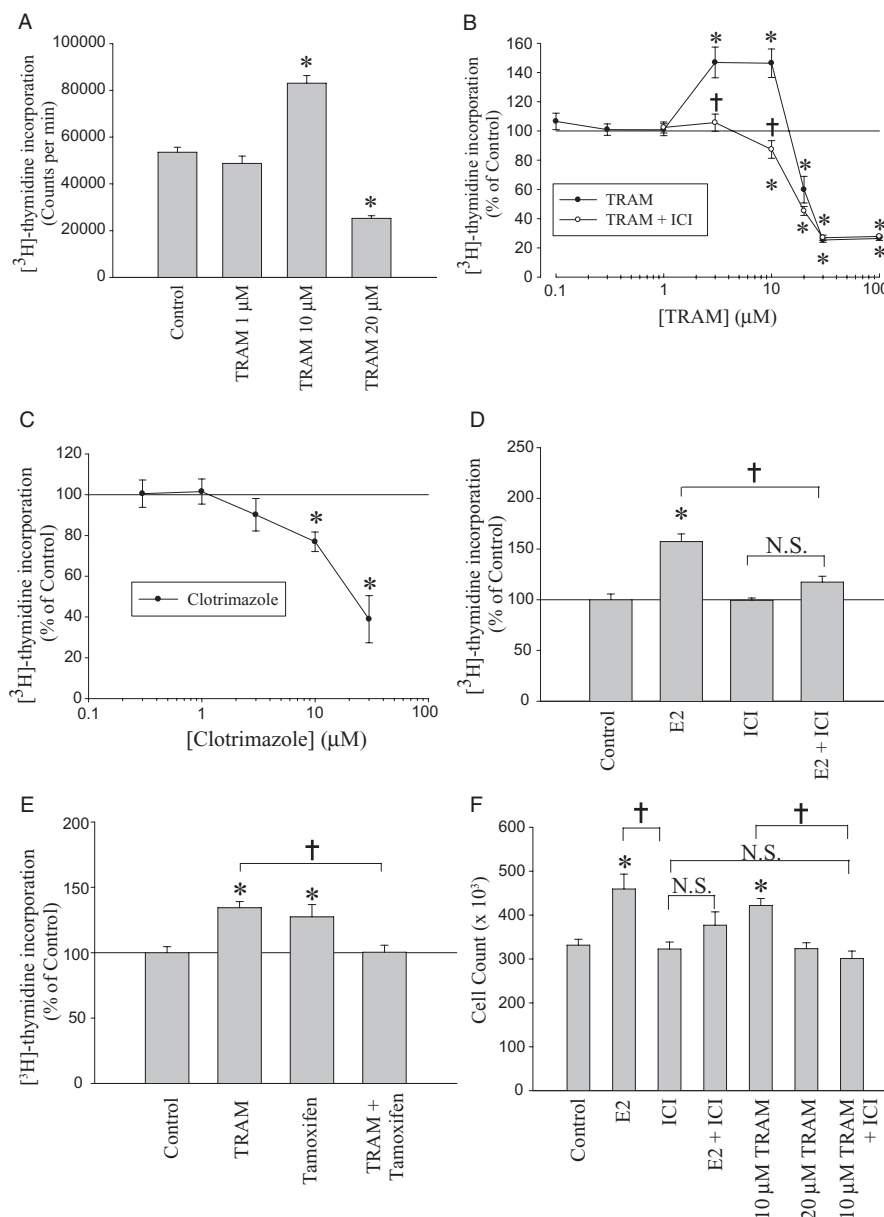 A
[³H]-thymidine incorporation
(Counts per min)
100000
80000
60000
40000
20000
0
*
*
Control
TRAM 1 µM
TRAM 10 µM
TRAM 20 µM
B
[³H]-thymidine incorporation
(% of Control)
160
140
120
100
80
60
40
20
0
*
*
†
†
*
*
*
*
*
*
*
TRAM
TRAM + ICI
0.1
1
10
100
[TRAM] (µM)
C
[³H]-thymidine incorporation
(% of Control)
120
100
80
60
40
20
0
*
*
Clotrimazole
0.1
1
10
100
[Clotrimazole] (µM)
D
[³H]-thymidine incorporation
(% of Control)
250
200
150
100
50
0
†
*
N.S.
Control
E2
ICI
E2 + ICI
E
[³H]-thymidine incorporation
(% of Control)
200
150
100
50
0
†
*
*
Control
TRAM
Tamoxifen
TRAM +
Tamoxifen
F
Cell Count (x 10³)
600
500
400
300
200
100
0
†
†
N.S.
*
N.S.
*
Control
E2
ICI
E2 + ICI
10 µM TRAM
20 µM TRAM
10 µM TRAM
+ ICI